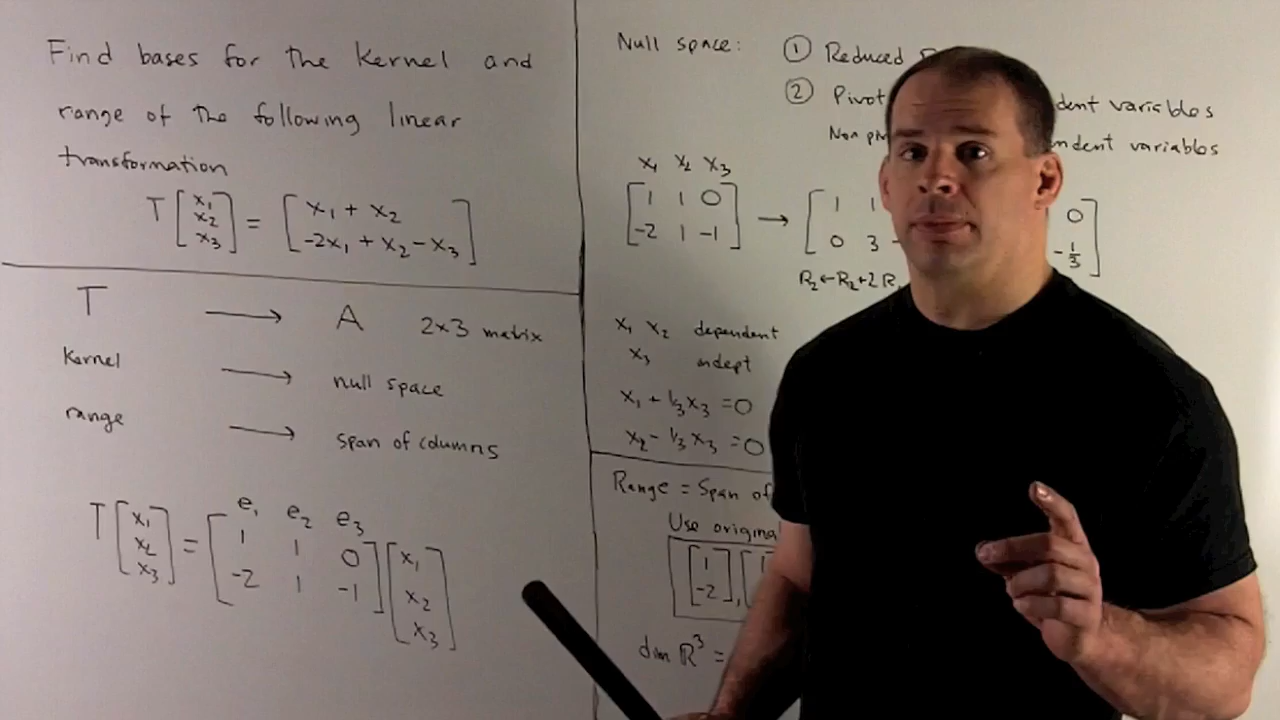 Find bases for the kernel and
range of the following linear
transformation
T [x₁ x₂ x₃] = [x₁ + x₂
-2x₁ + x₂ - x₃]
T → A 2x3 matrix
kernel → null space
range → span of columns
e₁ e₂ e₃
T [x₁ x₂ x₃] = [1 1 0
-2 1 -1] [x₁ x₂ x₃]
Null space: ① Reduced
② Pivot dent variables
Non ndent variables
x₁ x₂ x₃
[1 1 0 → [1 1 0]
-2 1 -1] 0 3 - -1/3]
R₂←R₂+2R₁
x₁ x₂ dependent
x₃ indept
x₁ + 1/3x₃ = 0
x₂ - 1/3x₃ = 0
Range = Span of
Use origina
[1 -2], [1
dim ℝ³ =